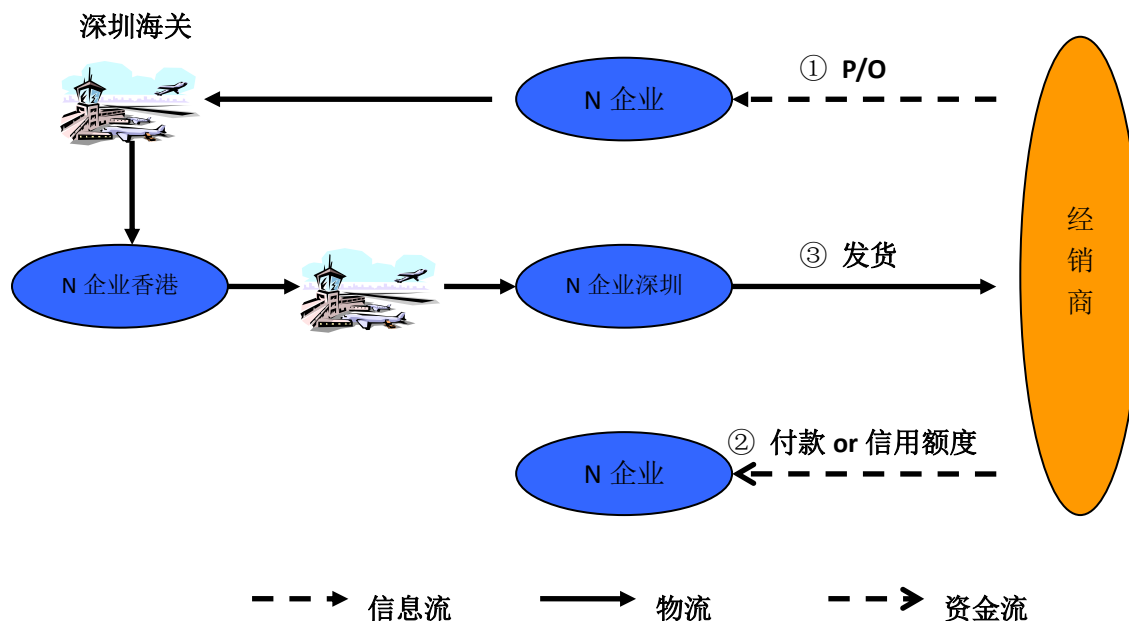 深圳海关
① P/O
N 企业
经
销
商
N 企业香港
N 企业深圳
③ 发货
② 付款 or 信用额度
N 企业
信息流
物流
资金流